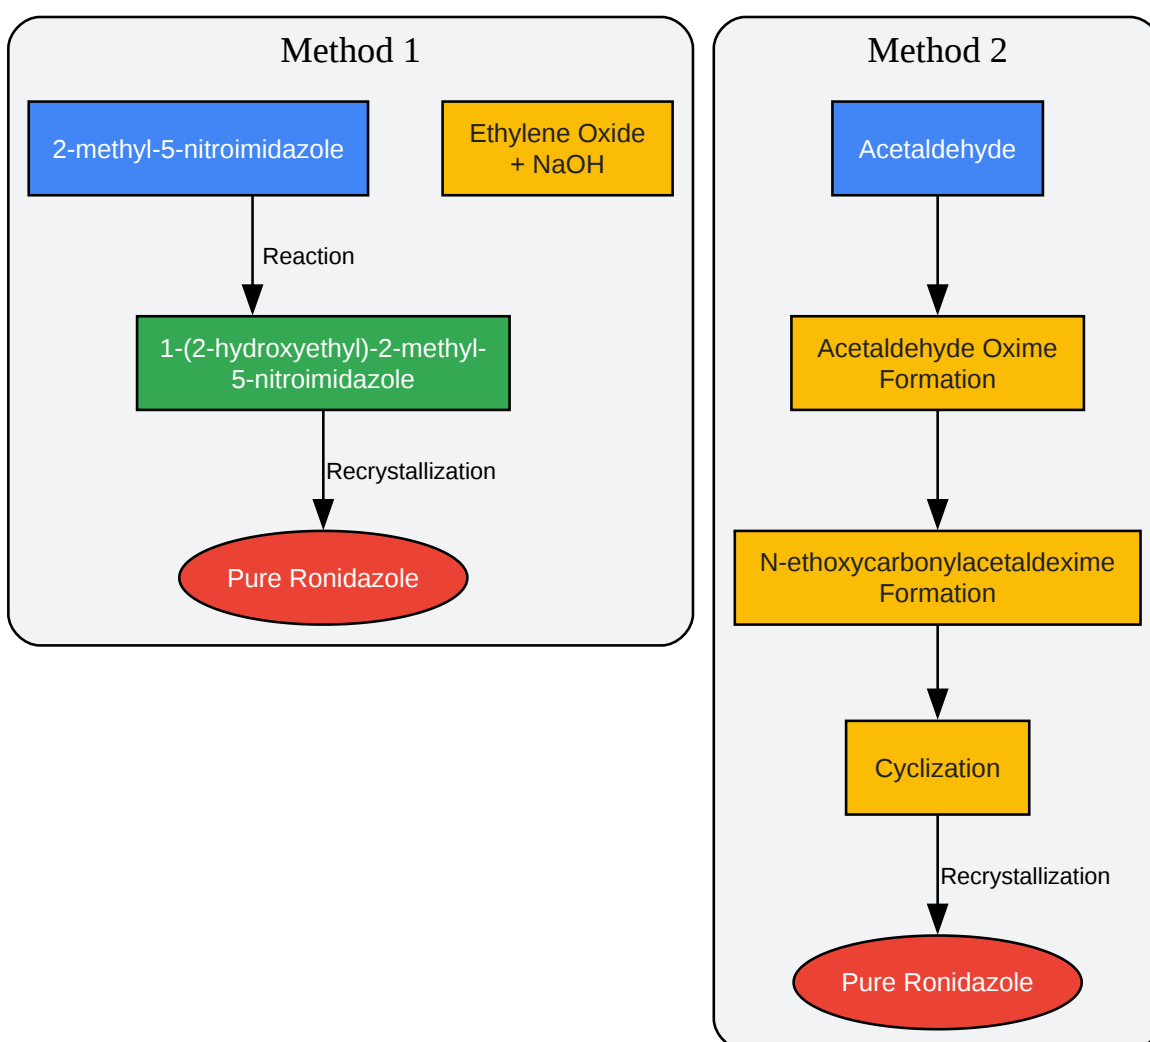 Method 1
2-methyl-5-nitroimidazole
Ethylene Oxide
+ NaOH
Reaction
1-(2-hydroxyethyl)-2-methyl-
5-nitroimidazole
Recrystallization
Pure Ronidazole
Method 2
Acetaldehyde
Acetaldehyde Oxime
Formation
N-ethoxycarbonylacetaldexime
Formation
Cyclization
Recrystallization
Pure Ronidazole